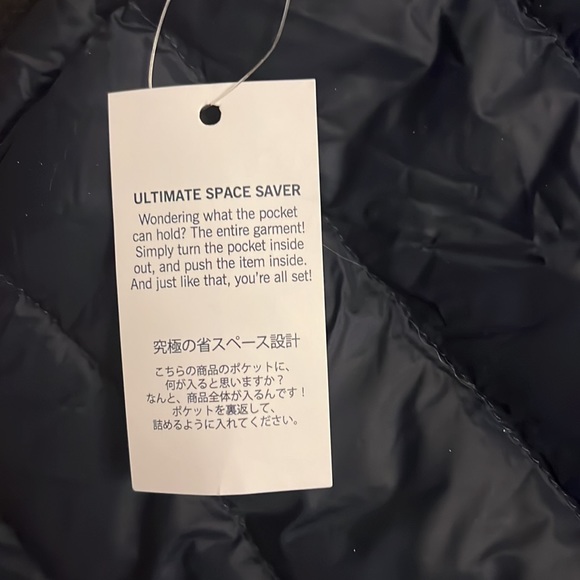 ULTIMATE SPACE SAVER
Wondering what the pocket
can hold? The entire garment!
Simply turn the pocket inside
out, and push the item inside.
And just like that, you're all set!
究極の省スペース設計
こちらの商品のポケットに、
何が入ると思いますか？
なんと、商品全体が入るんです！
ポケットを裏返して、
詰めるように入れてください。